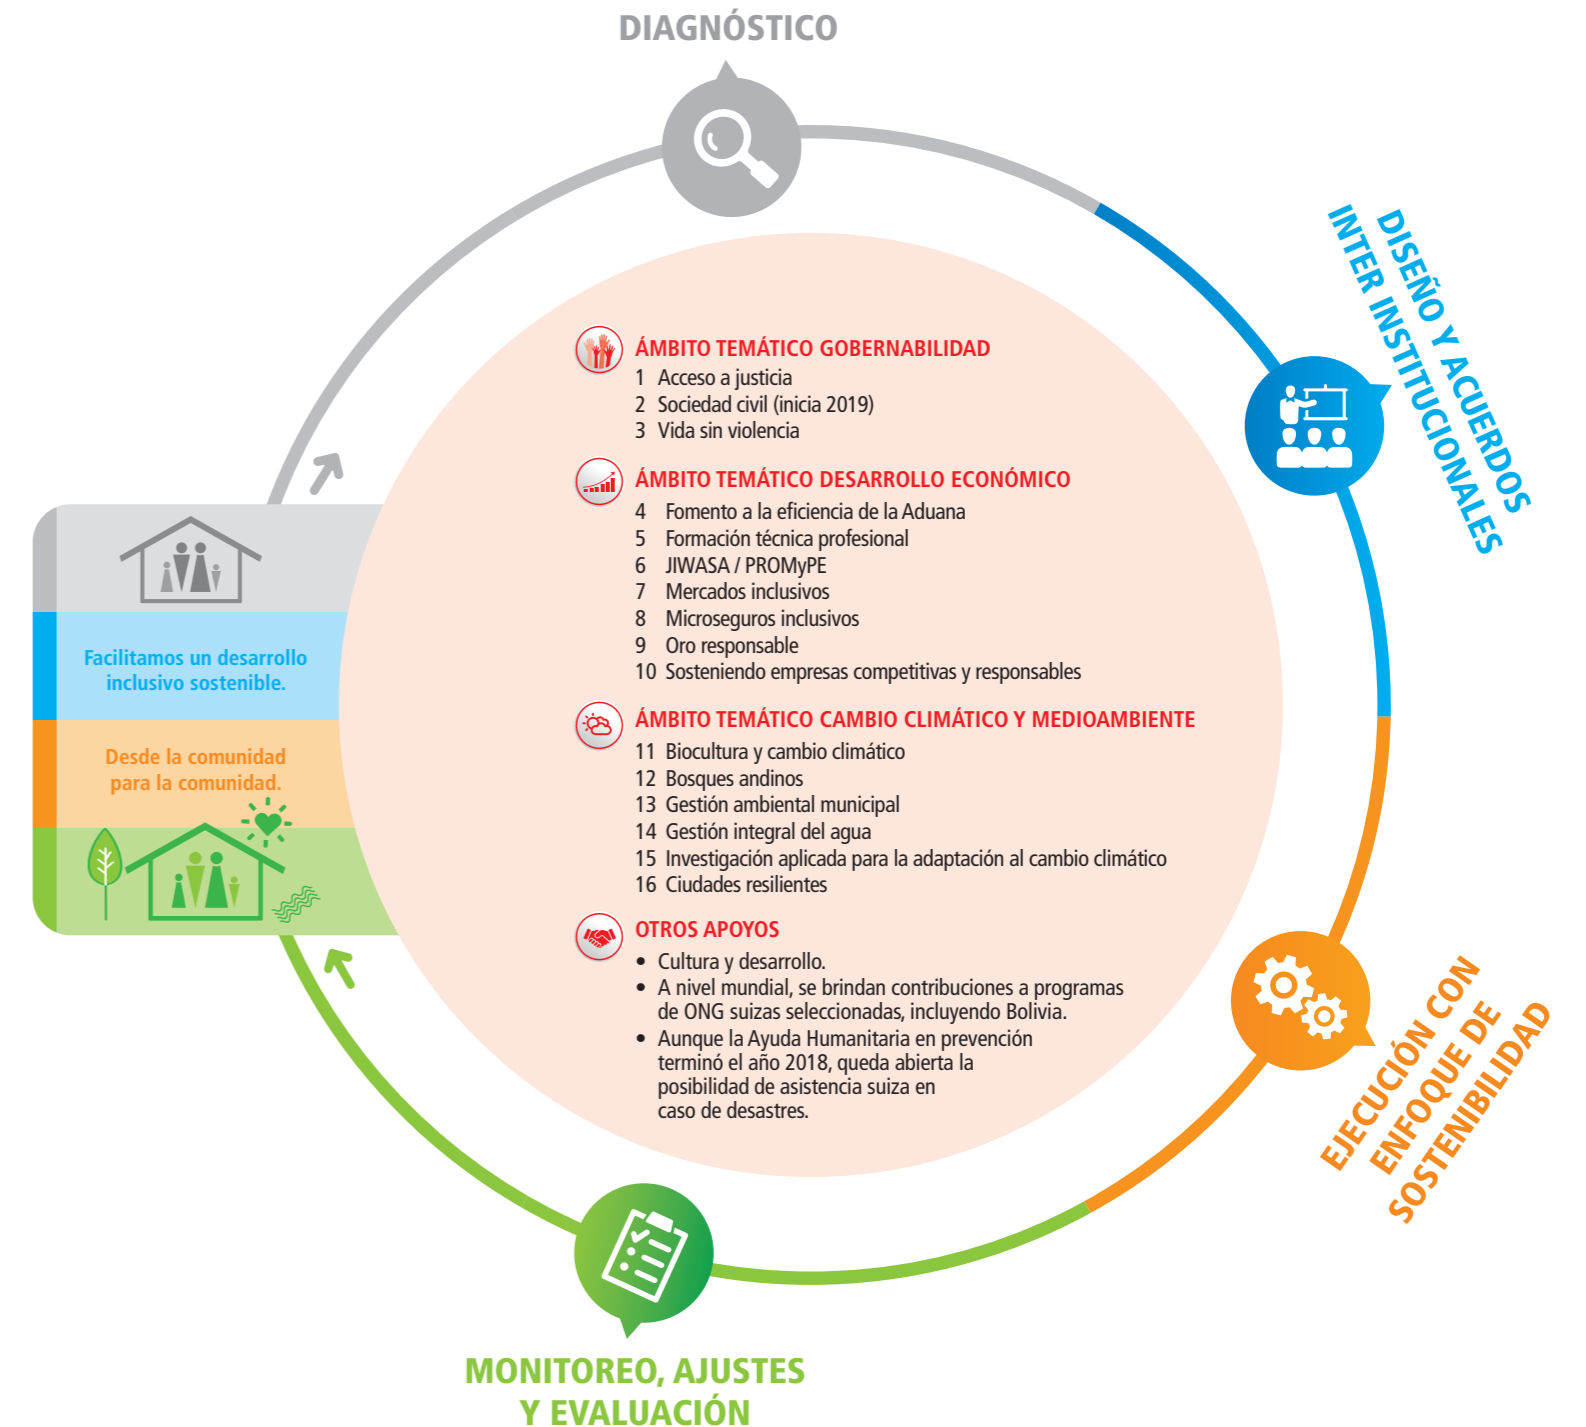 DIAGNÓSTICO
DISEÑO Y ACUERDOS
INTER INSTITUCIONALES
ÁMBITO TEMÁTICO GOBERNABILIDAD
1 Acceso a justicia
2 Sociedad civil (inicia 2019)
3 Vida sin violencia
ÁMBITO TEMÁTICO DESARROLLO ECONÓMICO
4 Fomento a la eficiencia de la Aduana
5 Formación técnica profesional
6 JIWASA / PROMyPE
7 Mercados inclusivos
8 Microseguros inclusivos
9 Oro responsable
10 Sosteniendo empresas competitivas y responsables
ÁMBITO TEMÁTICO CAMBIO CLIMÁTICO Y MEDIOAMBIENTE
11 Biocultura y cambio climático
12 Bosques andinos
13 Gestión ambiental municipal
14 Gestión integral del agua
15 Investigación aplicada para la adaptación al cambio climático
16 Ciudades resilientes
OTROS APOYOS
• Cultura y desarrollo.
• A nivel mundial, se brindan contribuciones a programas
de ONG suizas seleccionadas, incluyendo Bolivia.
• Aunque la Ayuda Humanitaria en prevención
terminó el año 2018, queda abierta la
posibilidad de asistencia suiza en
caso de desastres.
Facilitamos un desarrollo
inclusivo sostenible.
Desde la comunidad
para la comunidad.
EJECUCIÓN CON
ENFOQUE DE
SOSTENIBILIDAD
MONITOREO, AJUSTES
Y EVALUACIÓN